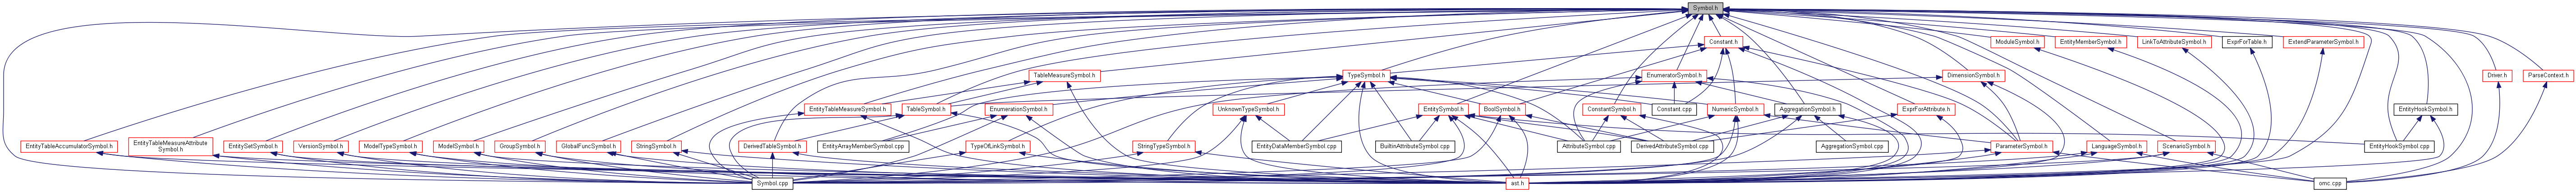 Symbol.h
Constant.h
ModuleSymbol.h
EntityMemberSymbol.h
LinkToAttributeSymbol.h
ExprForTable.h
ExtendParameterSymbol.h
TableMeasureSymbol.h
TypeSymbol.h
EnumeratorSymbol.h
DimensionSymbol.h
Driver.h
ParseContext.h
EntityTableMeasureSymbol.h
TableSymbol.h
EnumerationSymbol.h
UnknownTypeSymbol.h
EntitySymbol.h
BoolSymbol.h
Constant.cpp
ConstantSymbol.h
NumericSymbol.h
AggregationSymbol.h
ExprForAttribute.h
EntityHookSymbol.h
EntityTableAccumulatorSymbol.h
EntityTableMeasureAttribute
Symbol.h
EntitySetSymbol.h
VersionSymbol.h
ModelTypeSymbol.h
ModelSymbol.h
GroupSymbol.h
GlobalFuncSymbol.h
StringSymbol.h
DerivedTableSymbol.h
EntityArrayMemberSymbol.cpp
TypeOfLinkSymbol.h
StringTypeSymbol.h
EntityDataMemberSymbol.cpp
BuiltinAttributeSymbol.cpp
AttributeSymbol.cpp
DerivedAttributeSymbol.cpp
AggregationSymbol.cpp
ParameterSymbol.h
LanguageSymbol.h
ScenarioSymbol.h
EntityHookSymbol.cpp
Symbol.cpp
ast.h
omc.cpp